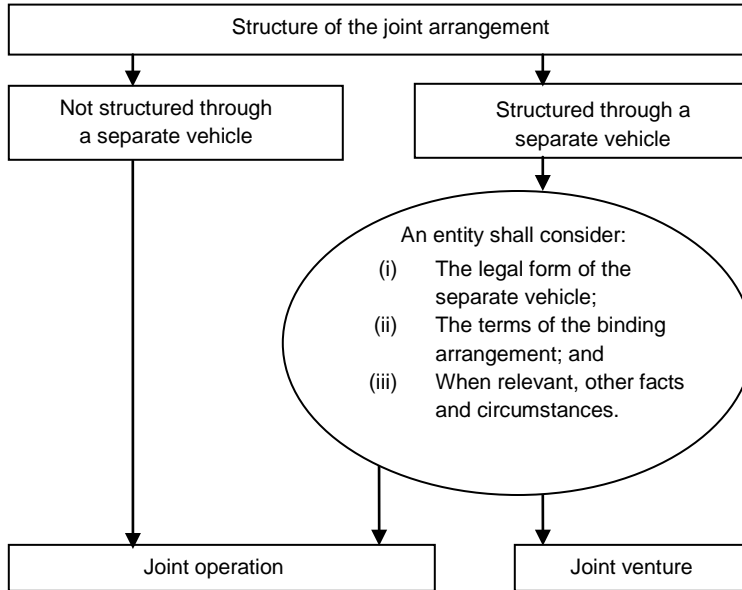 Structure of the joint arrangement
Not structured through
a separate vehicle
Structured through a
separate vehicle
An entity shall consider:
(i) The legal form of the
separate vehicle;
(ii) The terms of the binding
arrangement; and
(iii) When relevant, other facts
and circumstances.
Joint operation
Joint venture